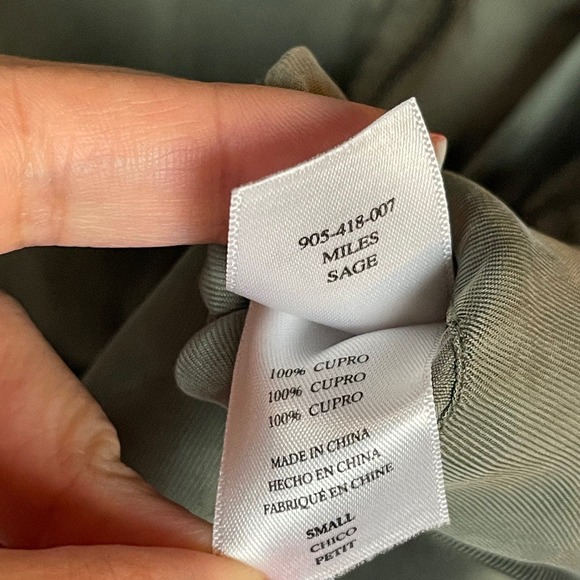 905-418-007
MILES
SAGE
100% CUPRO
100% CUPRO
100% CUPRO
MADE IN CHINA
HECHO EN CHINA
FABRIQUÉ EN CHINE
SMALL
CHICO
PETIT